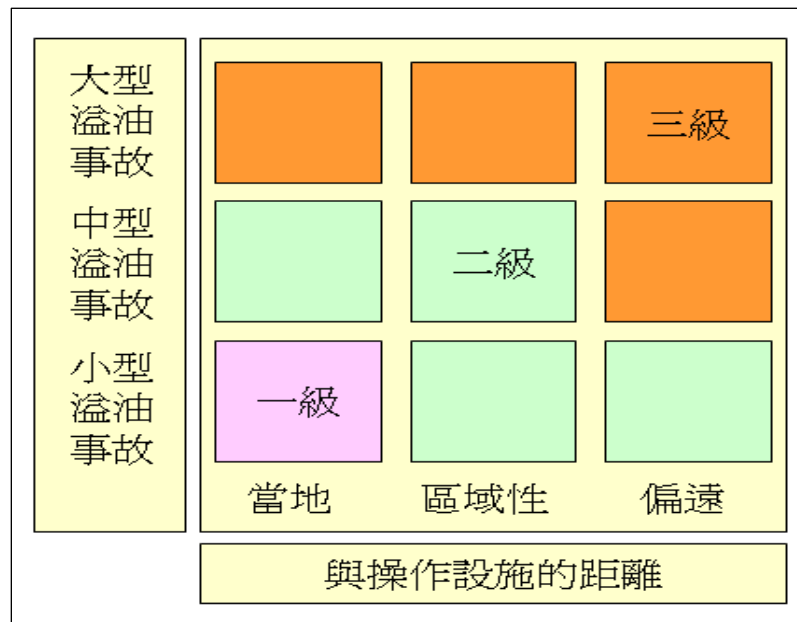 大型
溢油
事故
三級
中型
溢油
事故
二級
小型
溢油
事故
一級
當地
區域性
偏遠
與操作設施的距離